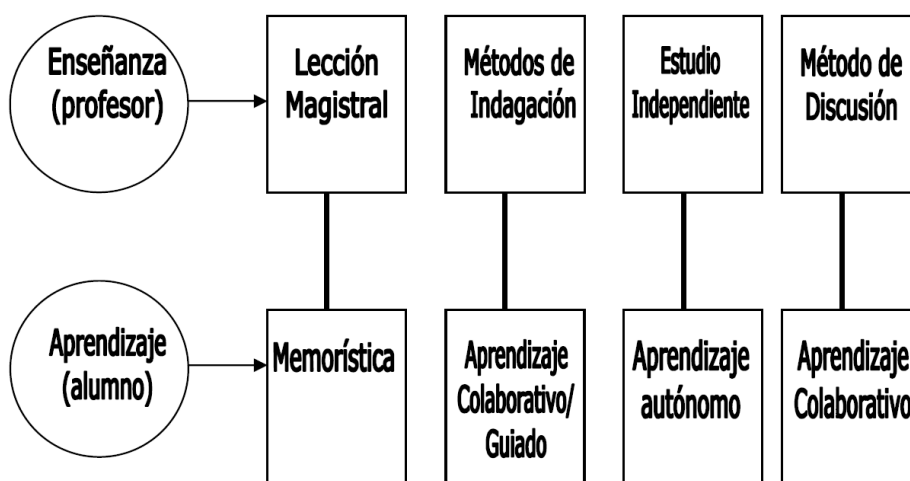 Enseñanza
(profesor)
Lección
Magistral
Métodos de
Indagación
Estudio
Independiente
Método de
Discusión
Aprendizaje
(alumno)
Memorística
Aprendizaje
Colaborativo/
Guiado
Aprendizaje
autónomo
Aprendizaje
Colaborativo